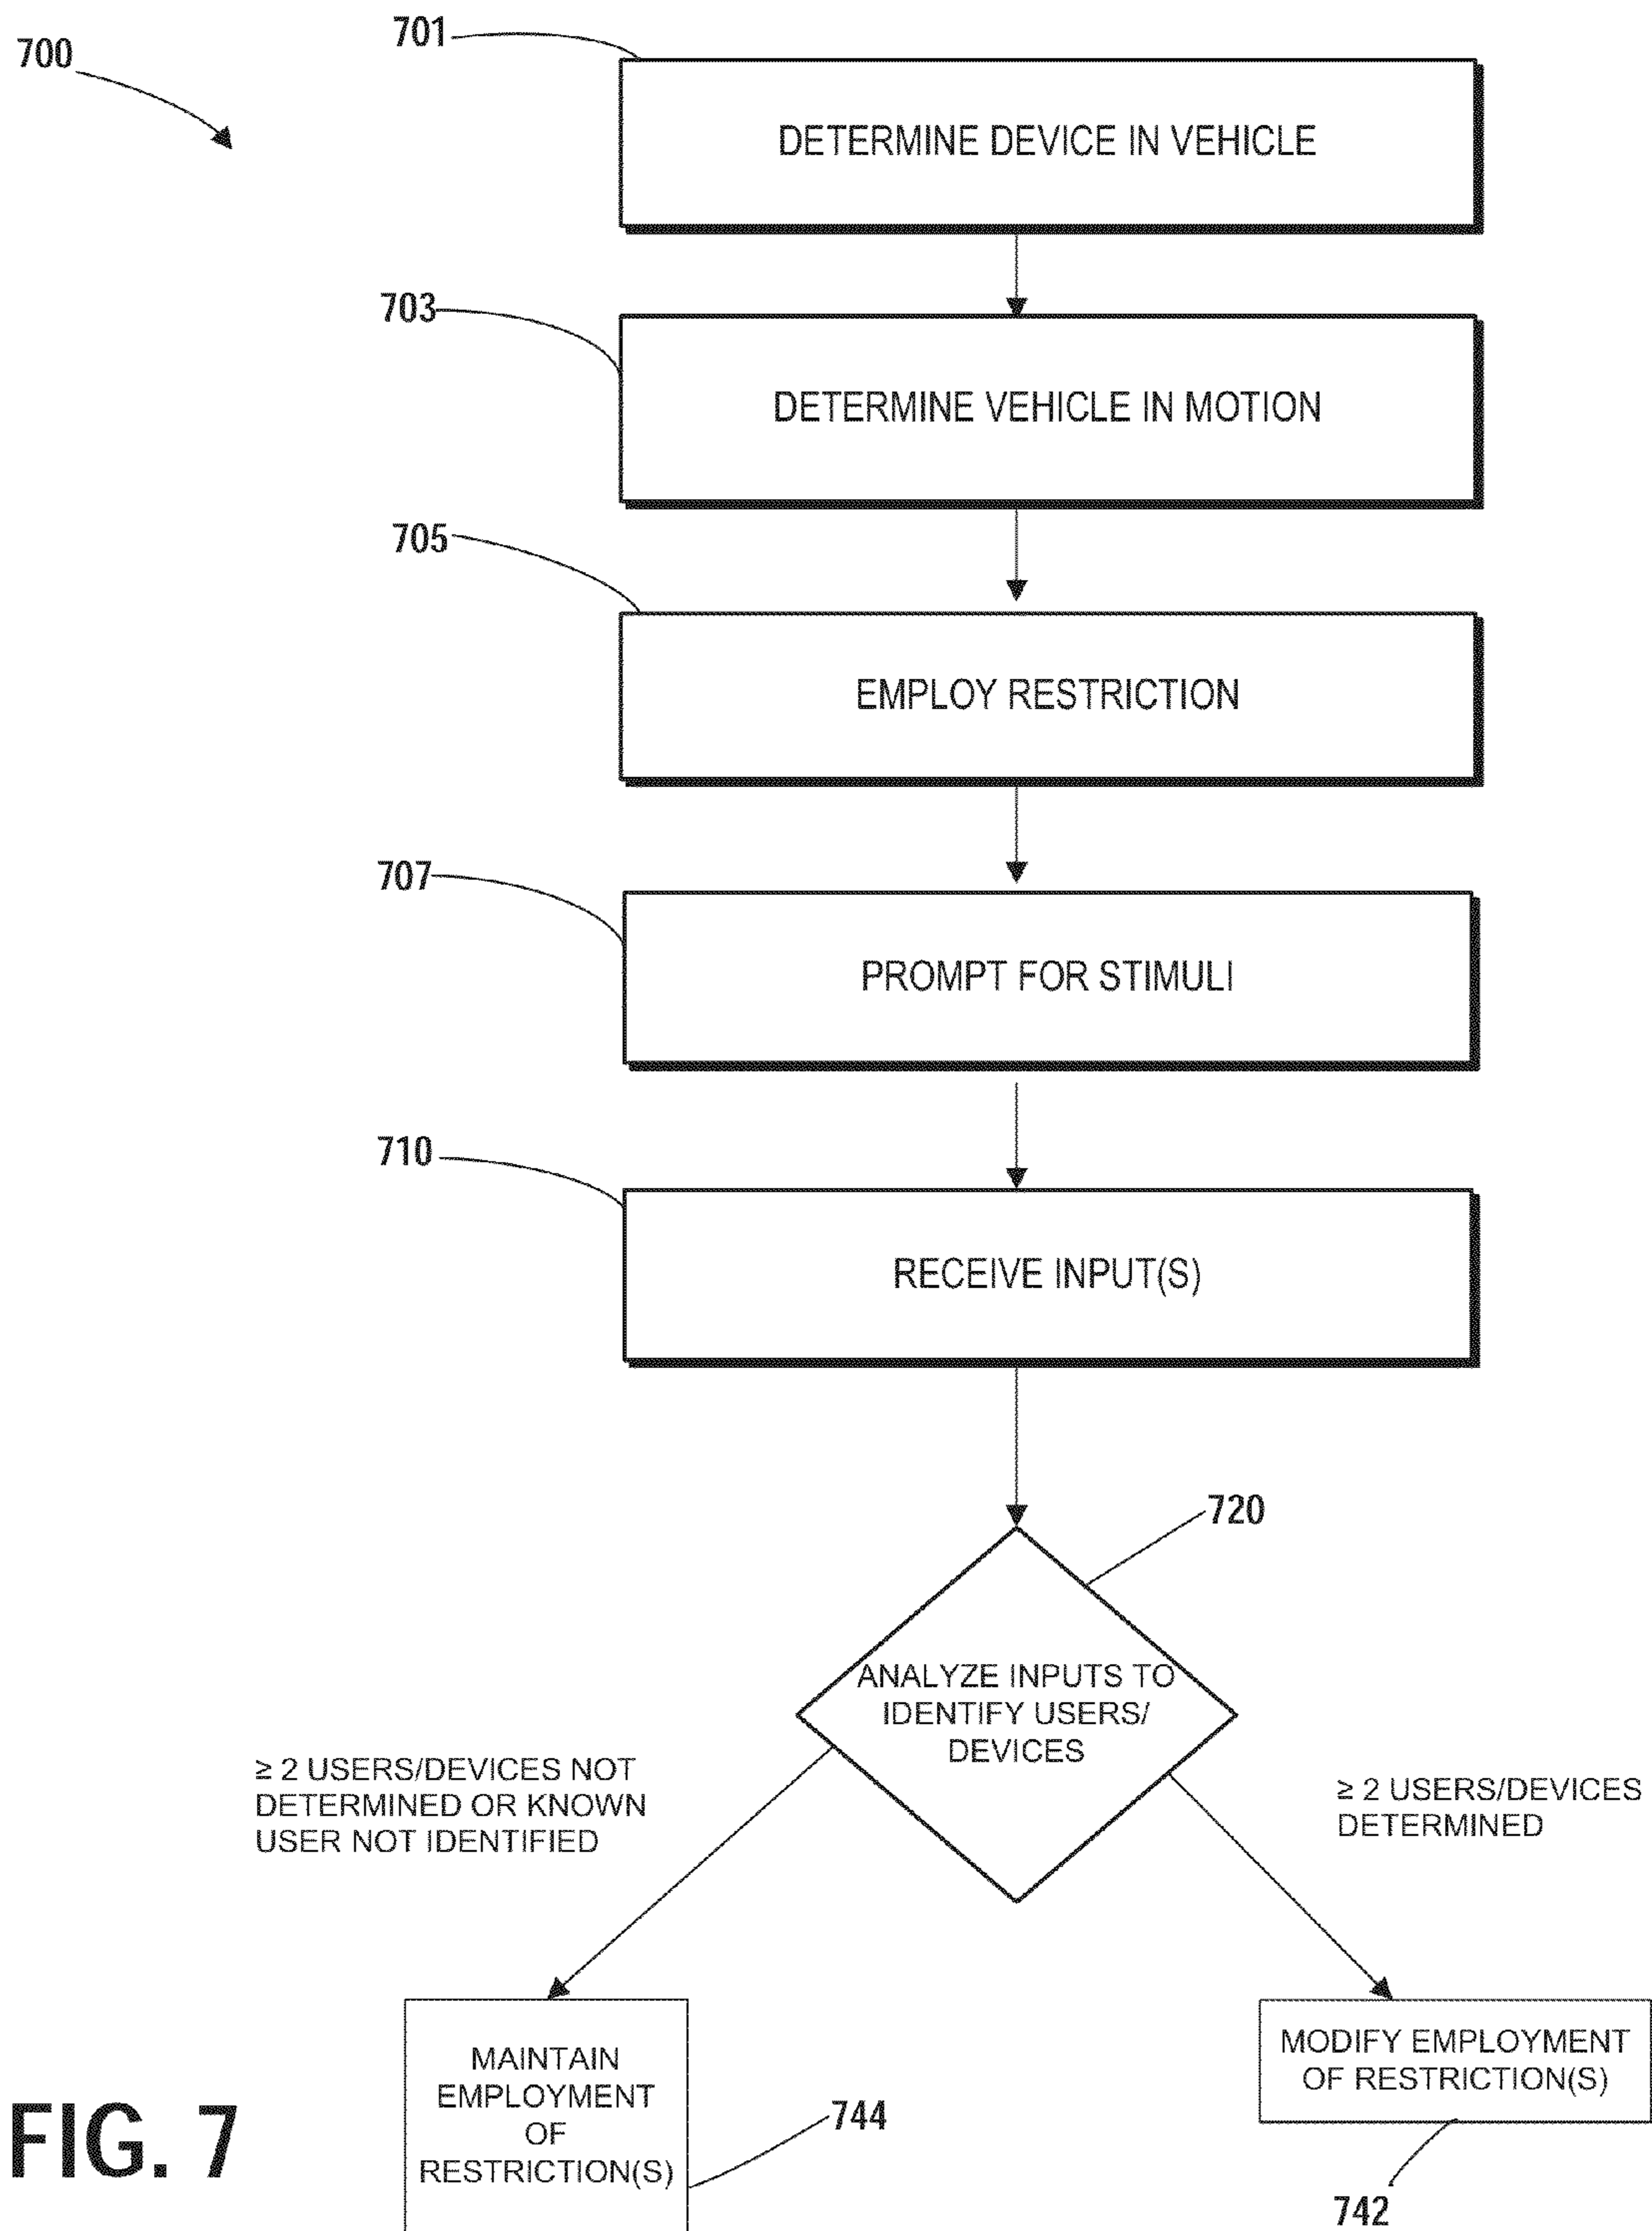 700
701
DETERMINE DEVICE IN VEHICLE
703
DETERMINE VEHICLE IN MOTION
705
EMPLOY RESTRICTION
707
PROMPT FOR STIMULI
710
RECEIVE INPUT(S)
720
ANALYZE INPUTS TO
IDENTIFY USERS/
DEVICES
≥ 2 USERS/DEVICES NOT
DETERMINED OR KNOWN
USER NOT IDENTIFIED
≥ 2 USERS/DEVICES
DETERMINED
MAINTAIN
EMPLOYMENT
OF
RESTRICTION(S)
744
MODIFY EMPLOYMENT
OF RESTRICTION(S)
742
FIG. 7